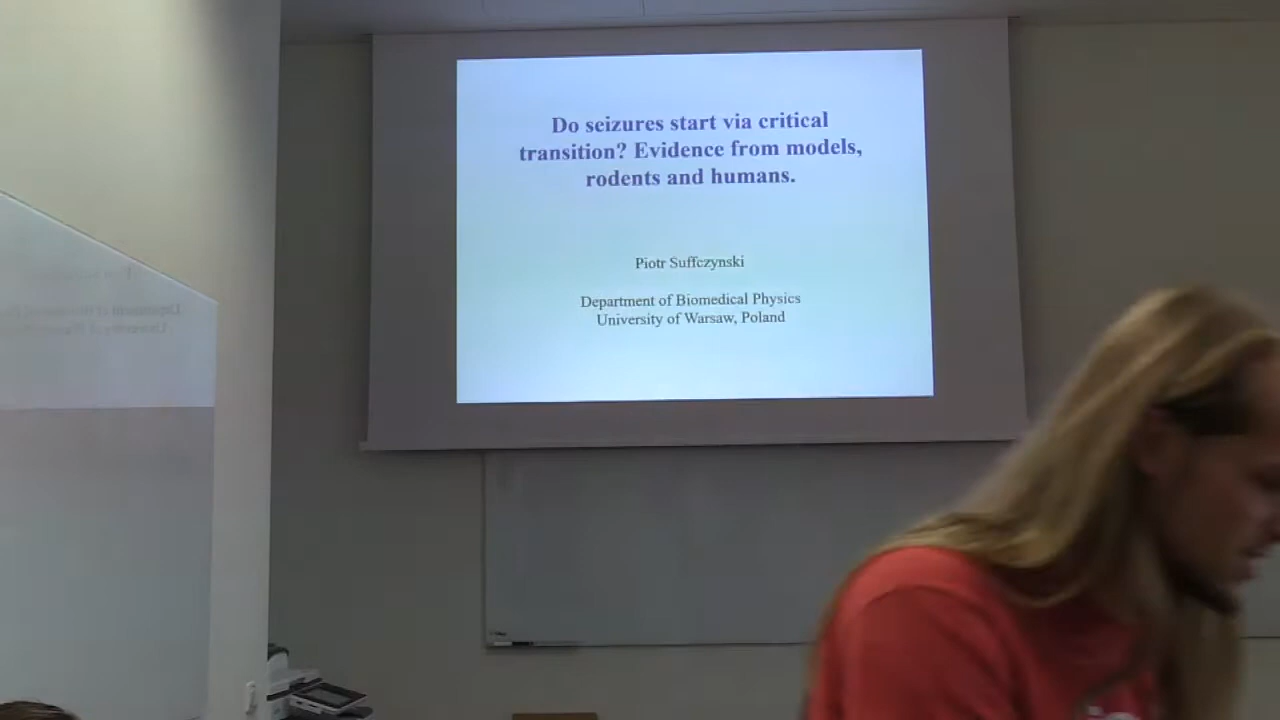 Do seizures start via critical
transition? Evidence from models,
rodents and humans.
Piotr Suffczynski
Department of Biomedical Physics
University of Warsaw, Poland